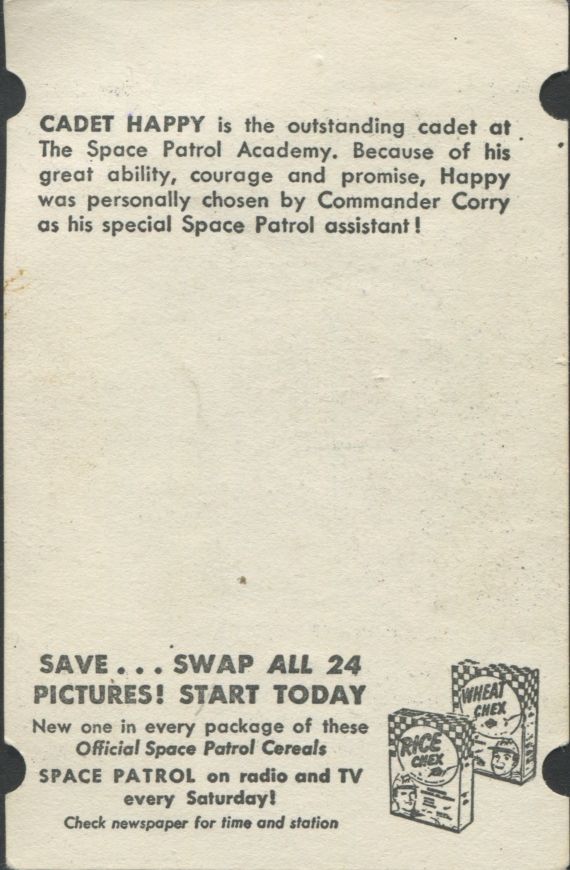 CADET HAPPY is the outstanding cadet at
The Space Patrol Academy. Because of his
great ability, courage and promise, Happy
was personally chosen by Commander Corry
as his special Space Patrol assistant!
SAVE... SWAP ALL 24
PICTURES! START TODAY
New one in every package of these
Official Space Patrol Cereals
SPACE PATROL on radio and TV
every Saturday!
Check newspaper for time and station
WHEAT
CHEX
RICE
CHEX